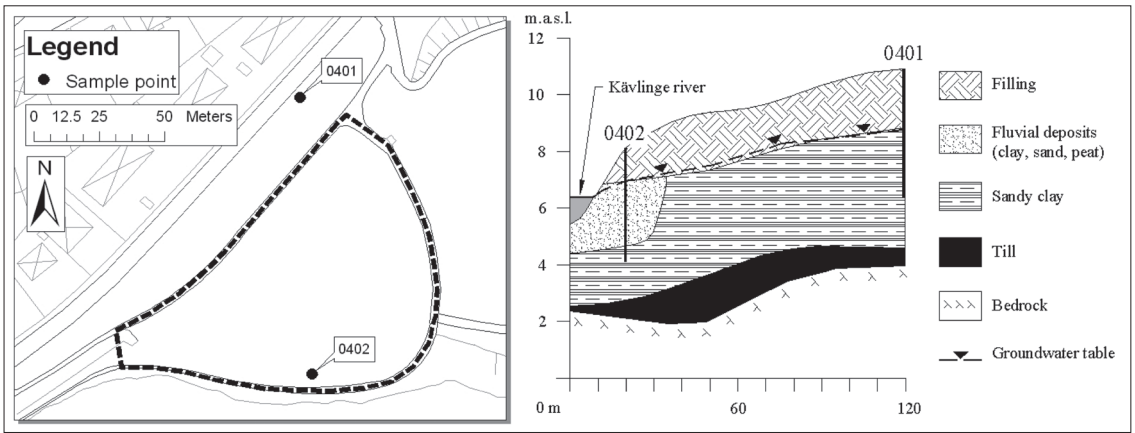 Legend
Sample point
0 12.5 25 50 Meters
N
0401
0402
m.a.s.l.
12
10
8
6
4
2
0 m
60
120
Kävlinge river
0402
0401
Filling
Fluvial deposits
(clay, sand, peat)
Sandy clay
Till
Bedrock
Groundwater table